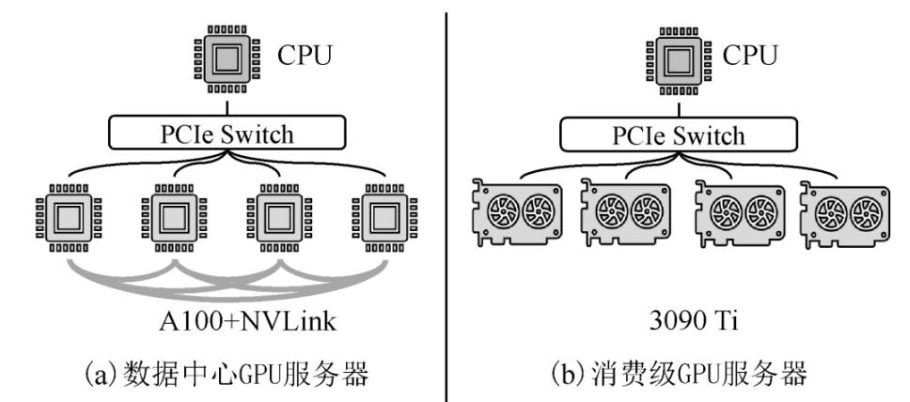 CPU
PCIe Switch
A100+NVLink
(a)数据中心GPU服务器
CPU
PCIe Switch
3090 Ti
(b)消费级GPU服务器